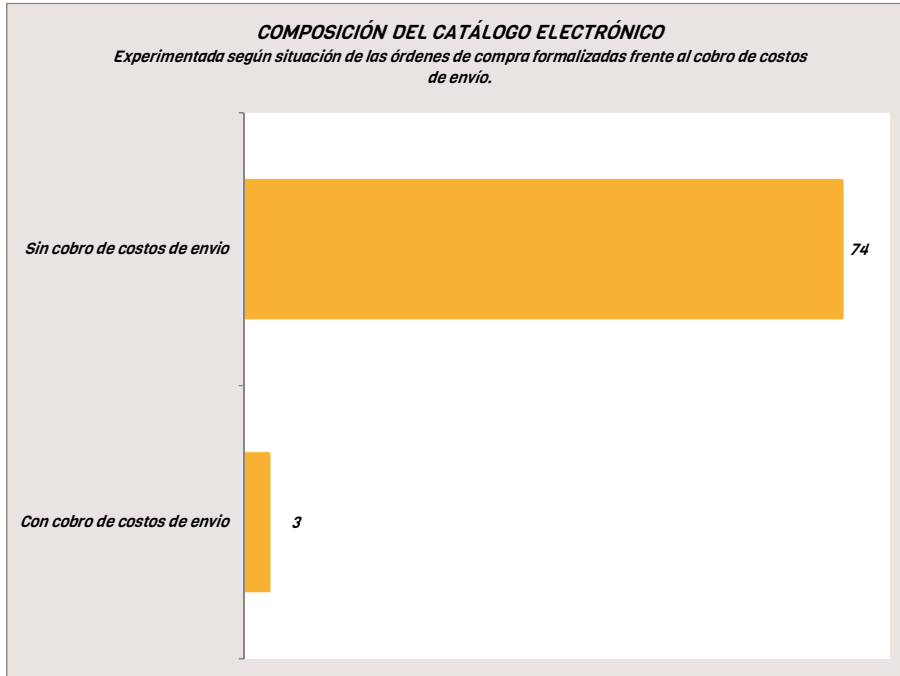 COMPOSICIÓN DEL CATÁLOGO ELECTRÓNICO
Experimentada según situación de las órdenes de compra formalizadas frente al cobro de costos
de envío.
Sin cobro de costos de envio
74
Con cobro de costos de envio
3